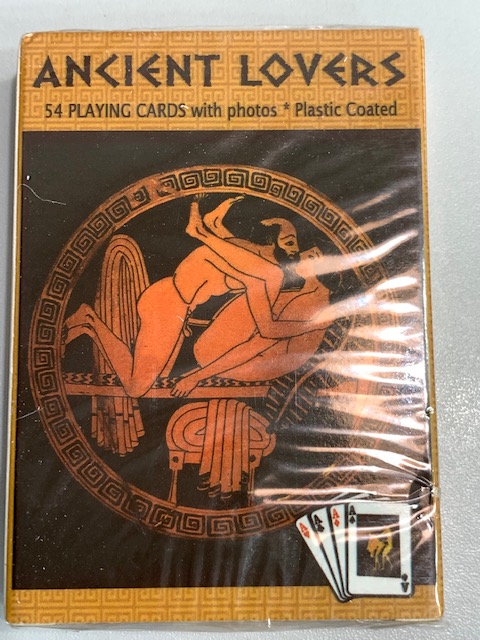 ANCIENT LOVERS
54 PLAYING CARDS with photos * Plastic Coated
A A A A
A